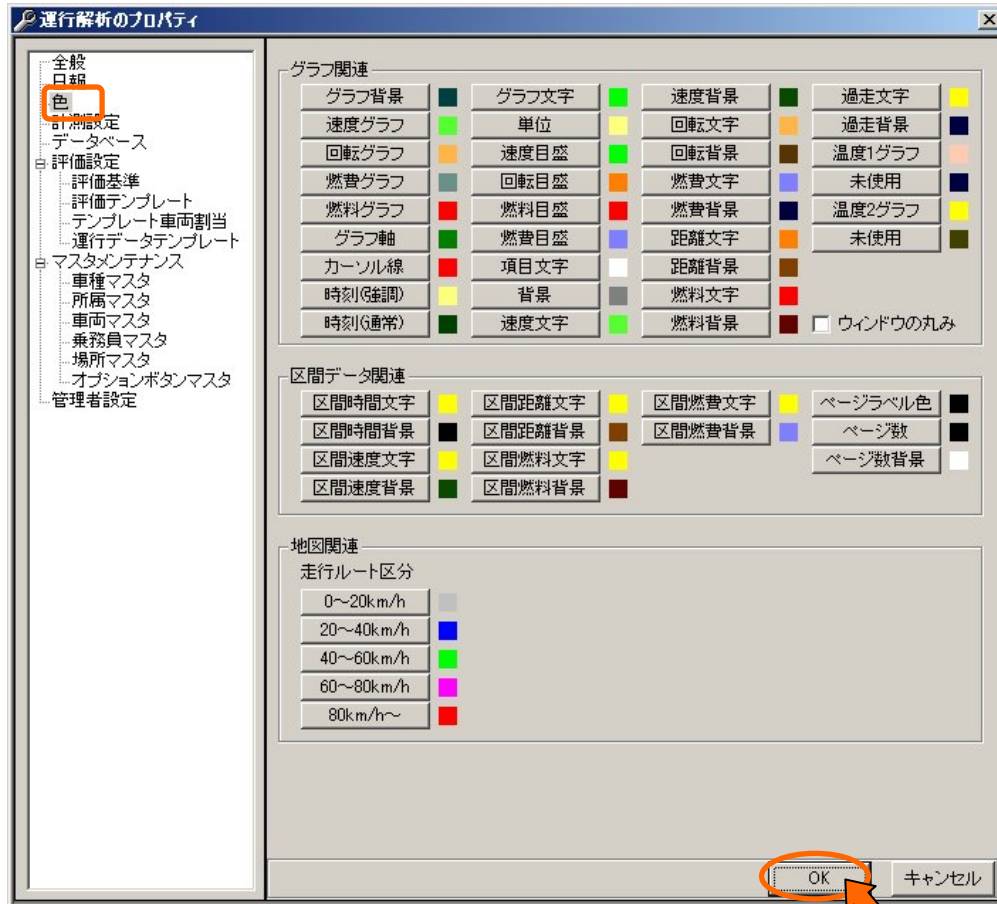 運行解析のプロパティ
全般
日報
色
計測設定
データベース
評価設定
評価基準
評価テンプレート
テンプレート車両割当
運行データテンプレート
マスタメンテナンス
車種マスタ
所属マスタ
車両マスタ
乗務員マスタ
場所マスタ
オプションボタンマスタ
管理者設定
グラフ関連
グラフ背景 グラフ文字 速度背景 過走文字
速度グラフ 単位 回転文字 過走背景
回転グラフ 速度目盛 回転背景 温度1グラフ
燃費グラフ 回転目盛 燃費文字 未使用
燃料グラフ 燃料目盛 燃費背景 温度2グラフ
グラフ軸 燃費目盛 距離文字 未使用
カーソル線 項目文字 距離背景
時刻(強調) 背景 燃料文字
時刻(通常) 速度文字 燃料背景 ウィンドウの丸み
区間データ関連
区間時間文字 区間距離文字 区間燃費文字 ページラベル色
区間時間背景 区間距離背景 区間燃費背景 ページ数
区間速度文字 区間燃料文字 ページ数背景
区間速度背景 区間燃料背景
地図関連
走行ルート区分
0～20km/h
20～40km/h
40～60km/h
60～80km/h
80km/h～
OK キャンセル